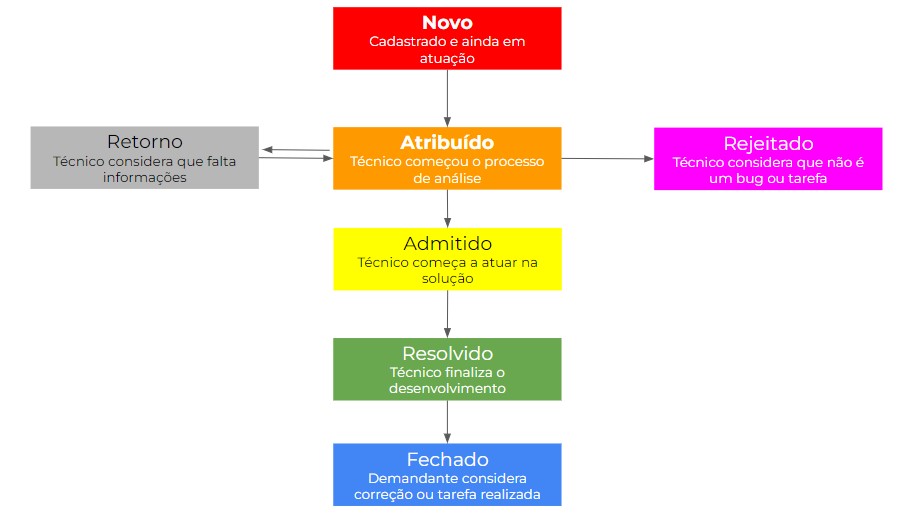 Novo
Cadastrado e ainda em
atuação
Retorno
Técnico considera que falta
informações
Atribuído
Técnico começou o processo
de análise
Rejeitado
Técnico considera que não é
um bug ou tarefa
Admitido
Técnico começa a atuar na
solução
Resolvido
Técnico finaliza o
desenvolvimento
Fechado
Demandante considera
correção ou tarefa realizada